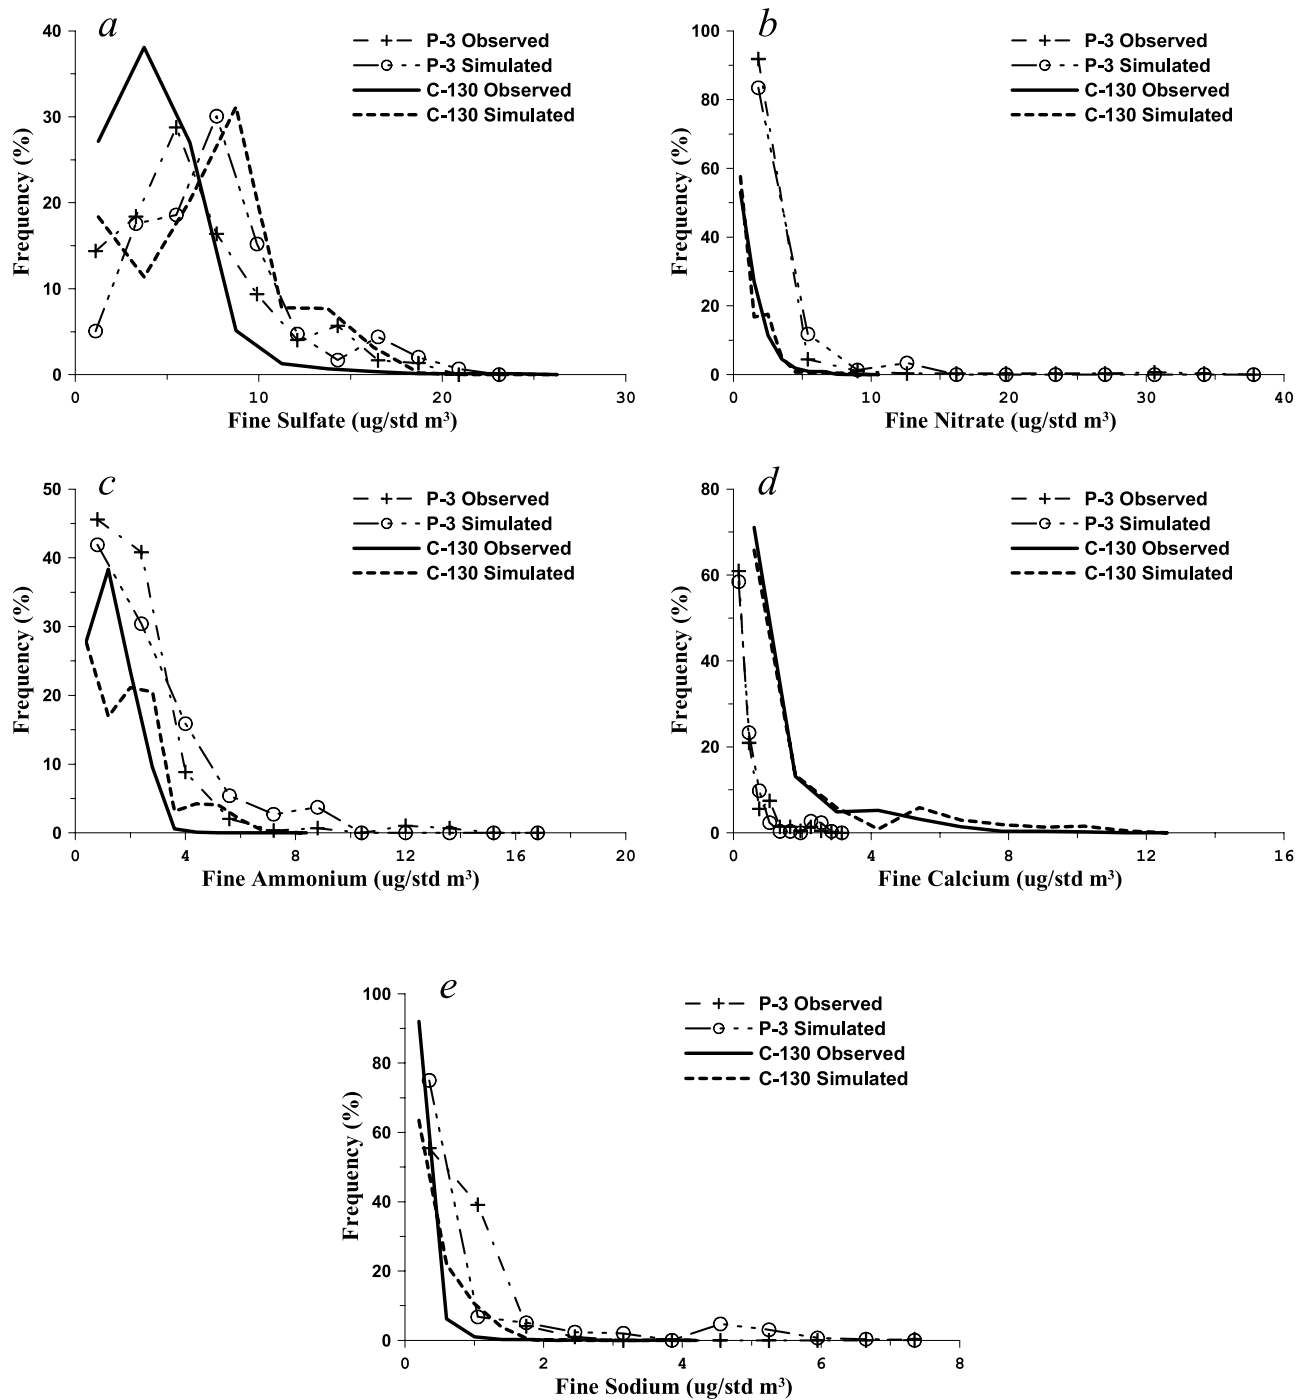 a
P-3 Observed
P-3 Simulated
C-130 Observed
C-130 Simulated
Frequency (%)
40
30
20
10
0
0 10 20 30
Fine Sulfate (ug/std m³)
b
P-3 Observed
P-3 Simulated
C-130 Observed
C-130 Simulated
Frequency (%)
100
80
60
40
20
0
0 10 20 30 40
Fine Nitrate (ug/std m³)
c
P-3 Observed
P-3 Simulated
C-130 Observed
C-130 Simulated
Frequency (%)
50
40
30
20
10
0
0 4 8 12 16 20
Fine Ammonium (ug/std m³)
d
P-3 Observed
P-3 Simulated
C-130 Observed
C-130 Simulated
Frequency (%)
80
60
40
20
0
0 4 8 12 16
Fine Calcium (ug/std m³)
e
P-3 Observed
P-3 Simulated
C-130 Observed
C-130 Simulated
Frequency (%)
100
80
60
40
20
0
0 2 4 6 8
Fine Sodium (ug/std m³)